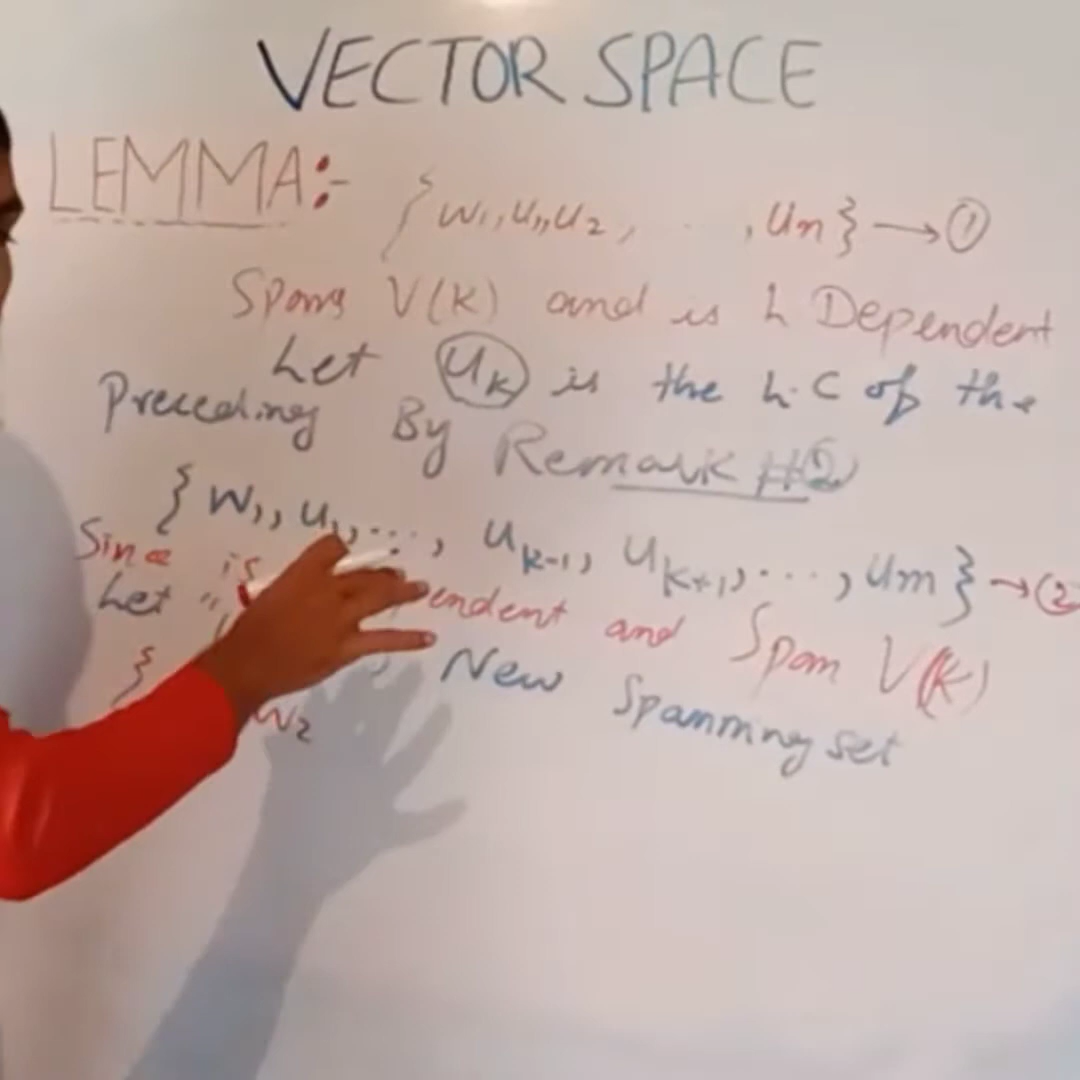 VECTOR SPACE
LEMMA:-
{ w₁, u₁, u₂, . . , uₙ } → ①
Spans V(K) and is L Dependent
Let uₖ is the L.C of the
Preceding By Remark #②
{ w₁, u₁, ..., uₖ₋₁, uₖ₊₁, ..., uₘ } → ②
Since is endent and Span V(K)
Let
{ w₂ New Spanning set